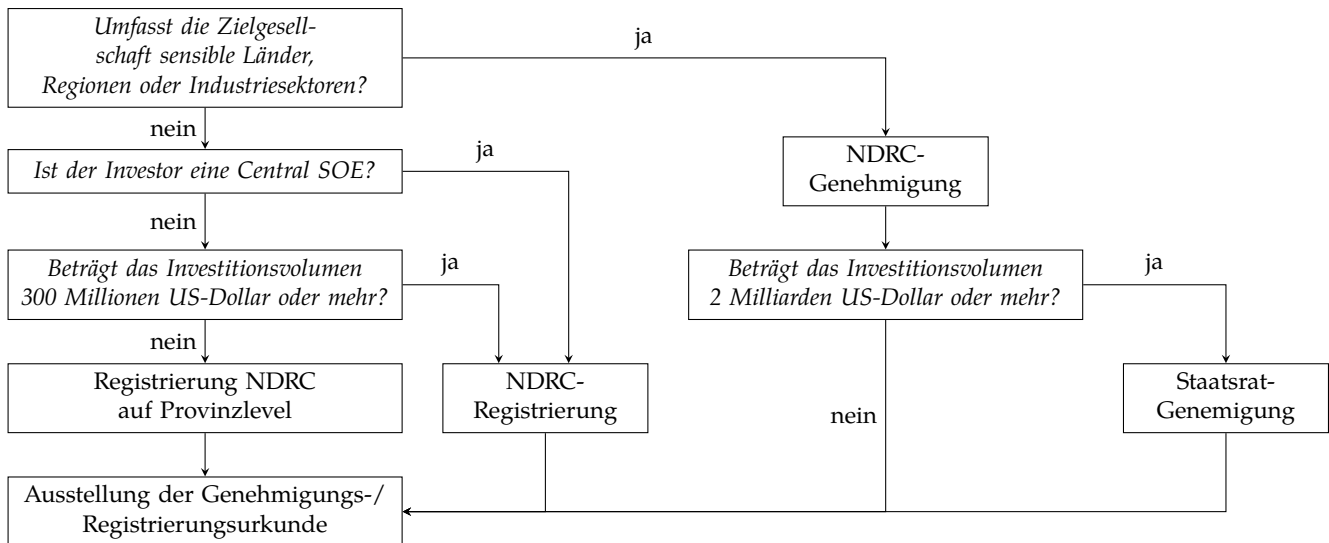 Umfasst die Zielgesell-
schaft sensible Länder,
Regionen oder Industriesektoren?
ja
nein
Ist der Investor eine Central SOE?
ja
NDRC-
Genehmigung
nein
Beträgt das Investitionsvolumen
300 Millionen US-Dollar oder mehr?
ja
Beträgt das Investitionsvolumen
2 Milliarden US-Dollar oder mehr?
ja
nein
Registrierung NDRC
auf Provinzlevel
NDRC-
Registrierung
nein
Staatsrat-
Genemigung
Ausstellung der Genehmigungs-/
Registrierungsurkunde